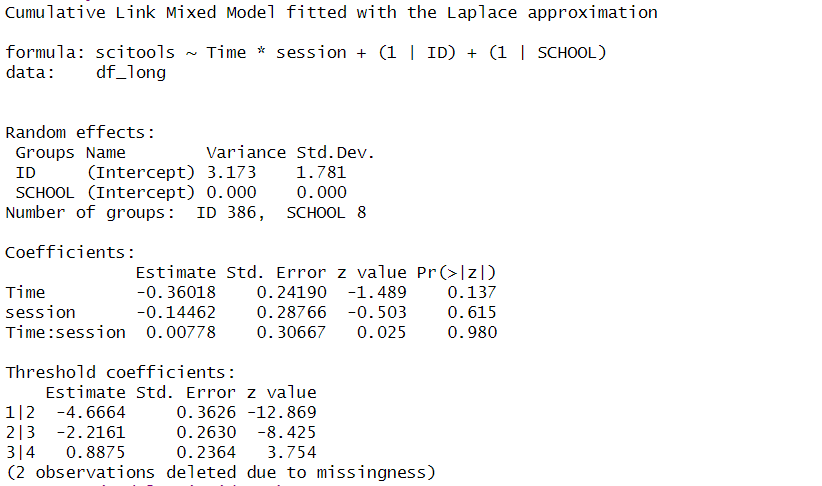 Cumulative Link Mixed Model fitted with the Laplace approximation
formula: scitools ~ Time * session + (1 | ID) + (1 | SCHOOL)
data:    df_long
Random effects:
 Groups Name        Variance Std.Dev.
 ID     (Intercept) 3.173    1.781
 SCHOOL (Intercept) 0.000    0.000
Number of groups:  ID 386,  SCHOOL 8
Coefficients:
             Estimate Std. Error z value Pr(>|z|)
Time         -0.36018    0.24190  -1.489    0.137
session      -0.14462    0.28766  -0.503    0.615
Time:session  0.00778    0.30667   0.025    0.980
Threshold coefficients:
    Estimate Std. Error z value
1|2  -4.6664     0.3626 -12.869
2|3  -2.2161     0.2630  -8.425
3|4   0.8875     0.2364   3.754
(2 observations deleted due to missingness)